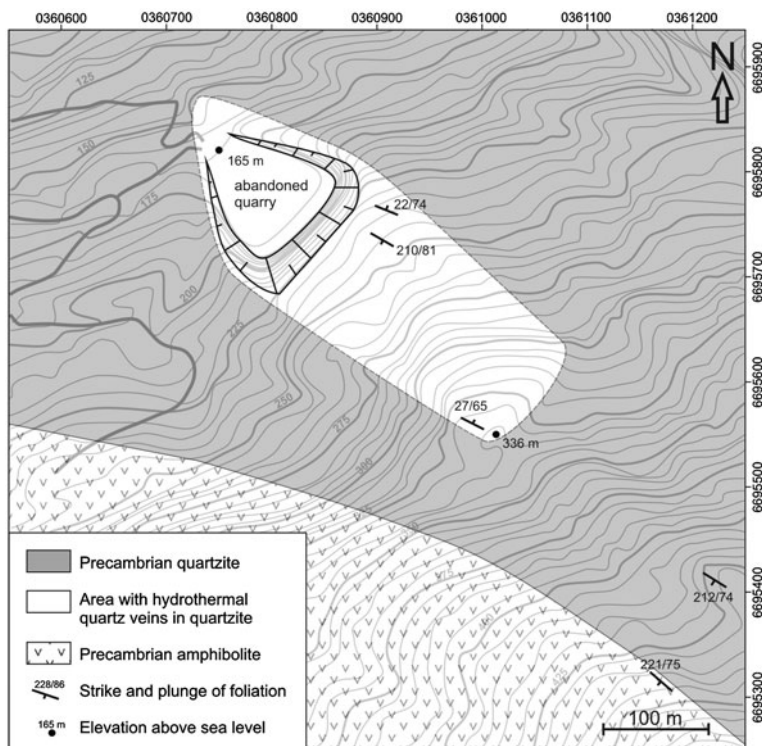 0360600
0360700
0360800
0360900
0361000
0361100
0361200
N
6695900
6695800
6695700
6695600
6695500
6695400
6695300
125
150
175
200
225
250
275
300
165 m
abandoned
quarry
22/74
210/81
27/65
336 m
212/74
221/75
Precambrian quartzite
Area with hydrothermal
quartz veins in quartzite
Precambrian amphibolite
228/86
Strike and plunge of foliation
165 m
Elevation above sea level
100 m